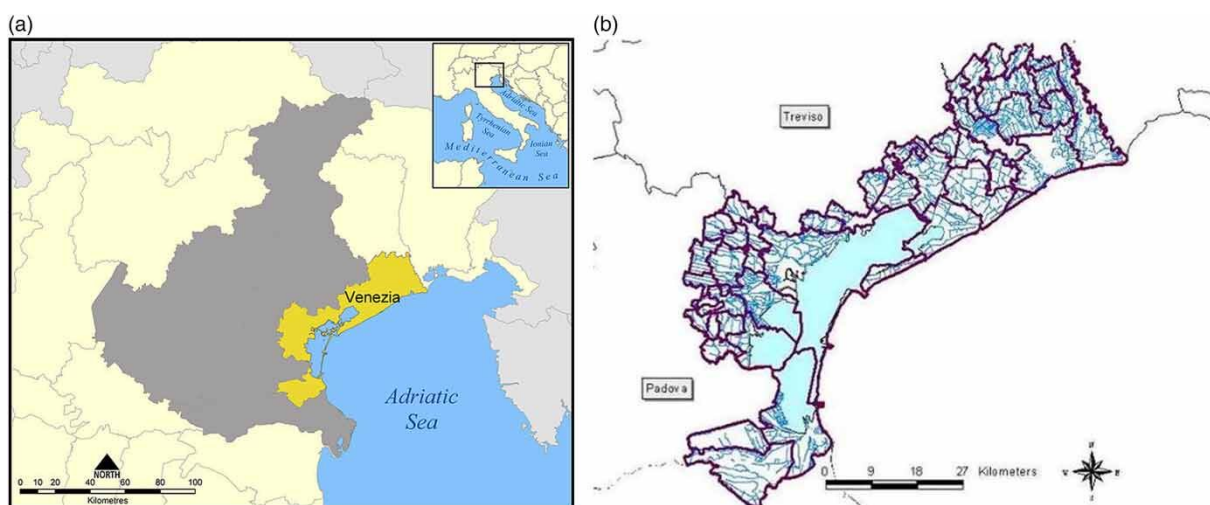 (a)
Adriatic Sea
Tyrrhenian
Sea
Ionian
Sea
Mediterranean Sea
Venezia
Adriatic
Sea
NORTH
0 10 20 40 60 80 100
Kilometres
(b)
Treviso
Padova
0 9 18 27 Kilometers
N
W E
S